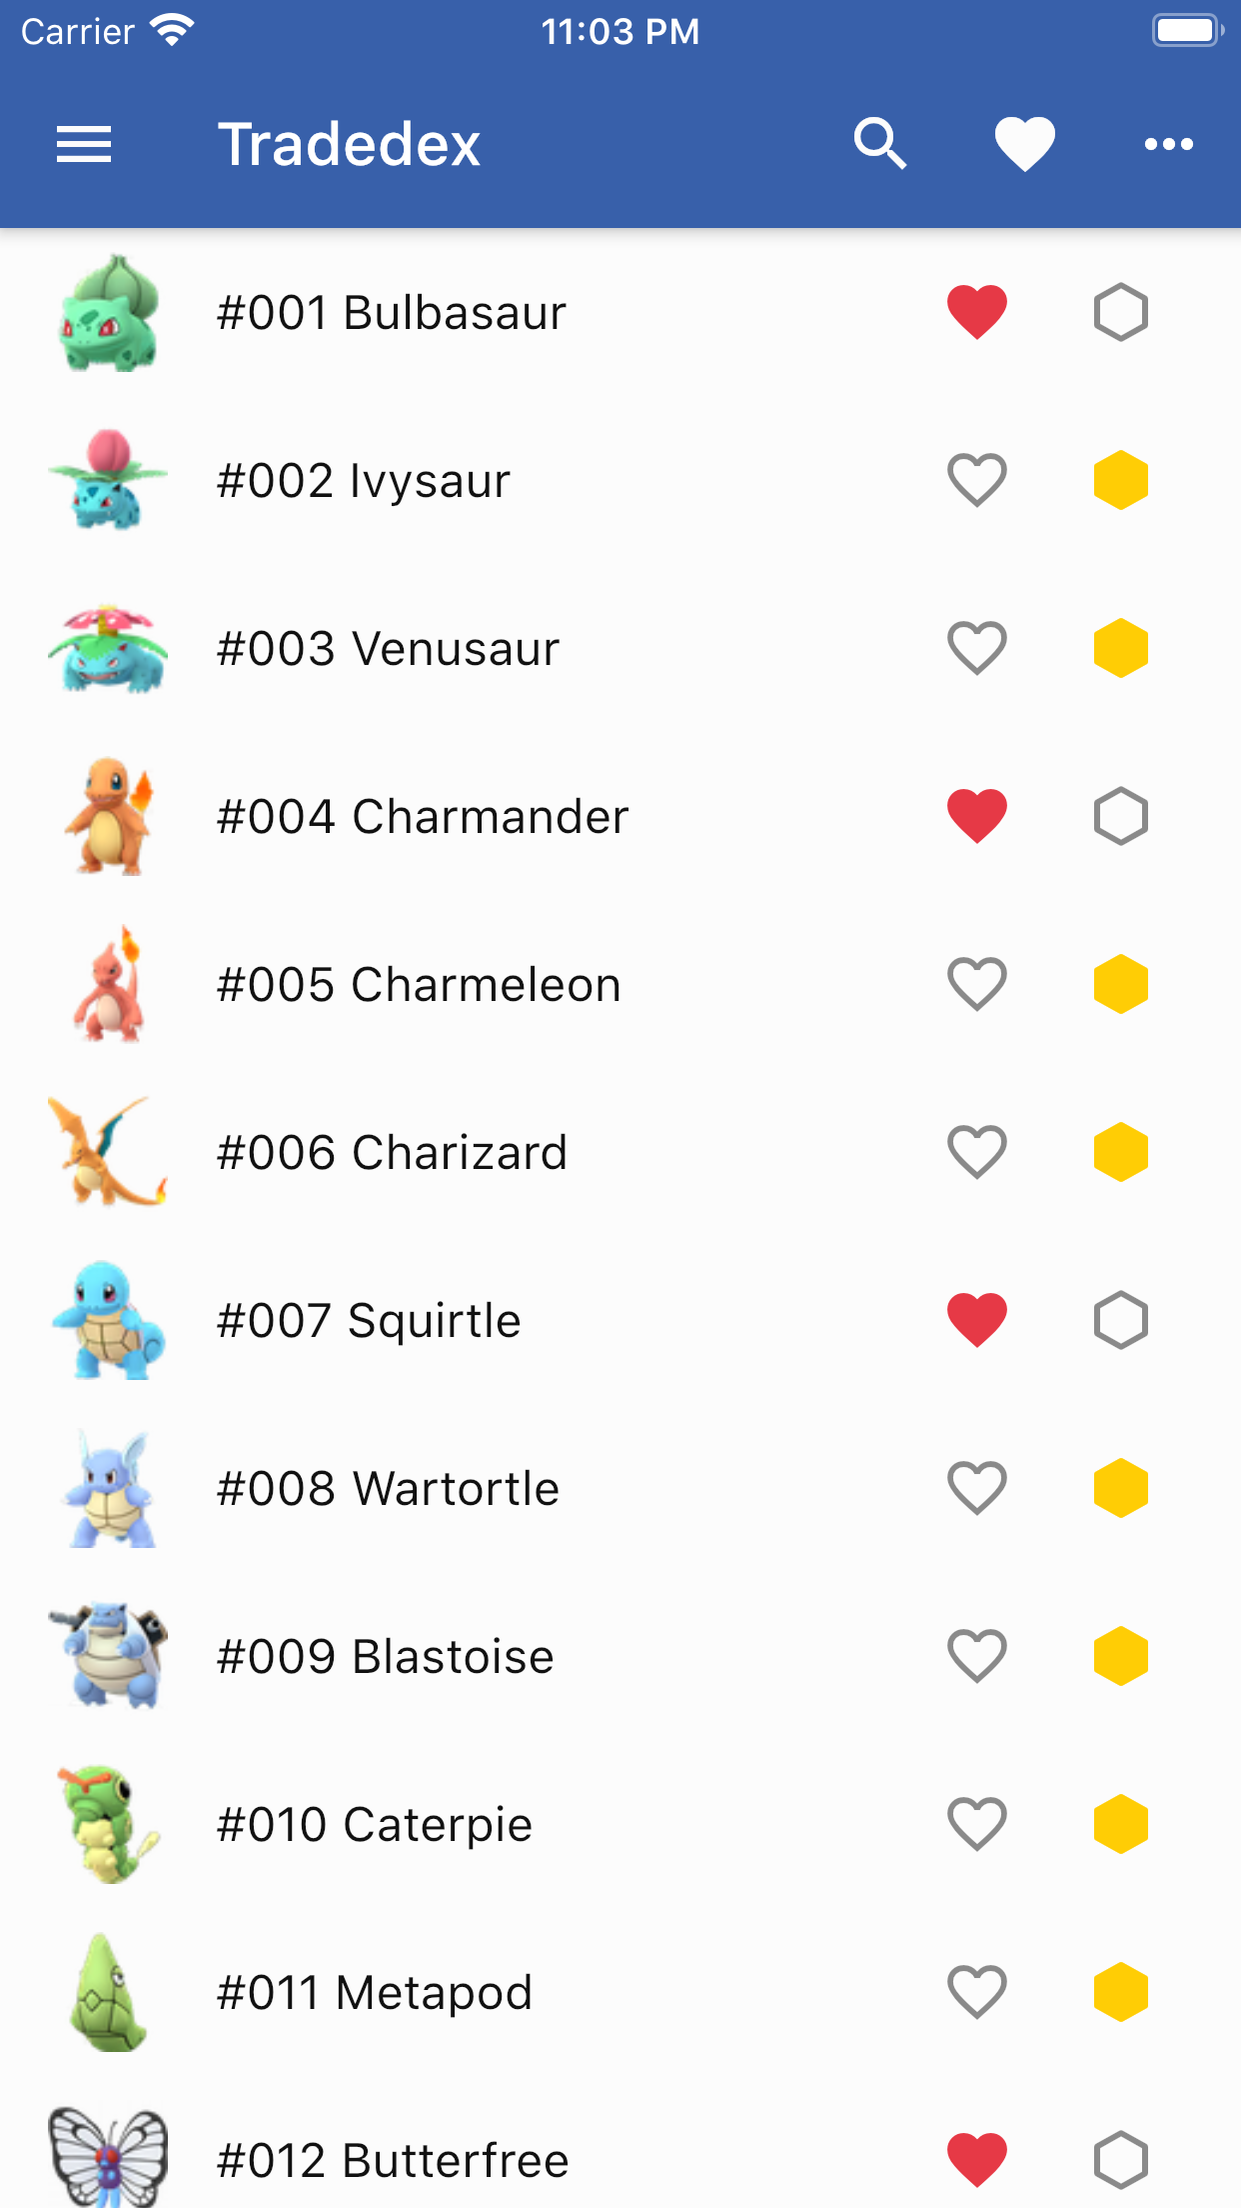 Carrier 11:03 PM
Tradedex
#001 Bulbasaur
#002 Ivysaur
#003 Venusaur
#004 Charmander
#005 Charmeleon
#006 Charizard
#007 Squirtle
#008 Wartortle
#009 Blastoise
#010 Caterpie
#011 Metapod
#012 Butterfree